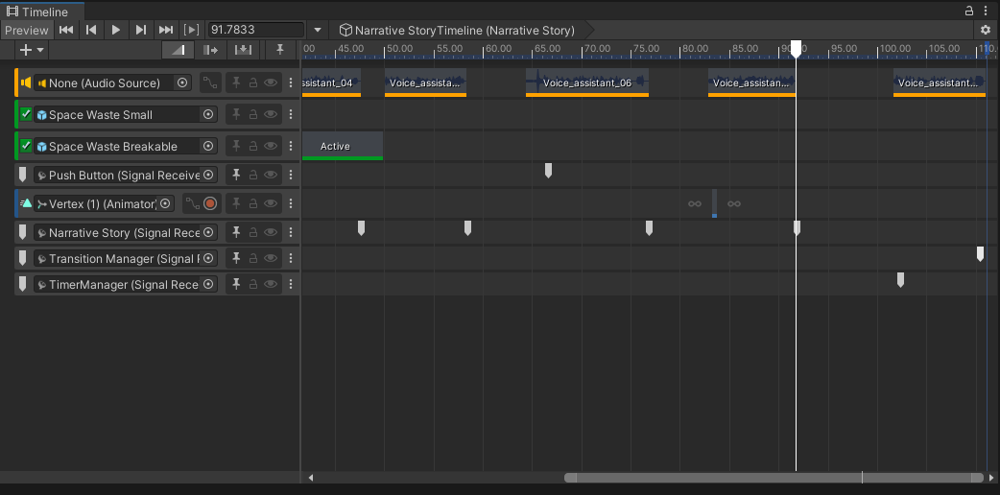 Timeline
Preview 91.7833 Narrative StoryTimeline (Narrative Story)
00 45.00 50.00 55.00 60.00 65.00 70.00 75.00 80.00 85.00 90 95.00 100.00 105.00 110
None (Audio Source) ssistant_04 Voice_assista... Voice_assistant_06 Voice_assistan... Voice_assistant...
Space Waste Small
Space Waste Breakable Active
Push Button (Signal Receive
Vertex (1) (Animator)
Narrative Story (Signal Rece
Transition Manager (Signal R
TimerManager (Signal Rece